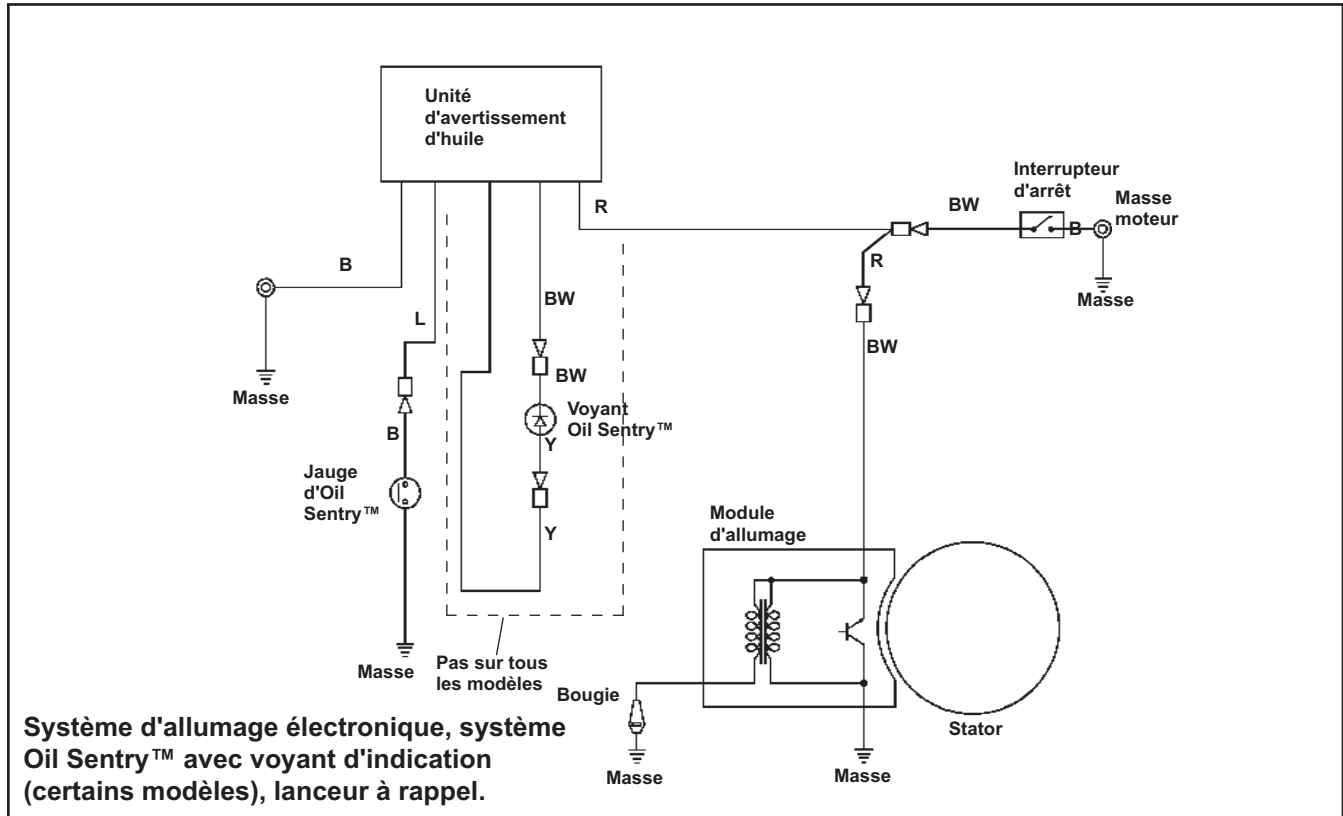 Unité
d'avertissement
d'huile
R
BW
Interrupteur
d'arrêt
Masse
moteur
B
Masse
R
BW
B
Masse
L
B
Jauge
d'Oil
Sentry™
Masse
BW
BW
Voyant
Oil Sentry™
Y
Y
Pas sur tous
les modèles
Module
d'allumage
Bougie
Masse
Masse
Stator
Système d'allumage électronique, système
Oil Sentry™ avec voyant d'indication
(certains modèles), lanceur à rappel.